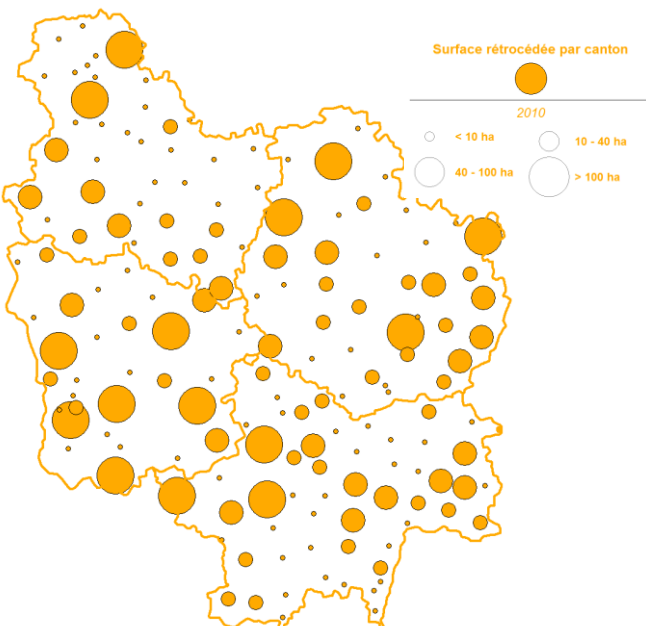 Surface rétrocédée par canton
2010
< 10 ha
10 - 40 ha
40 - 100 ha
> 100 ha